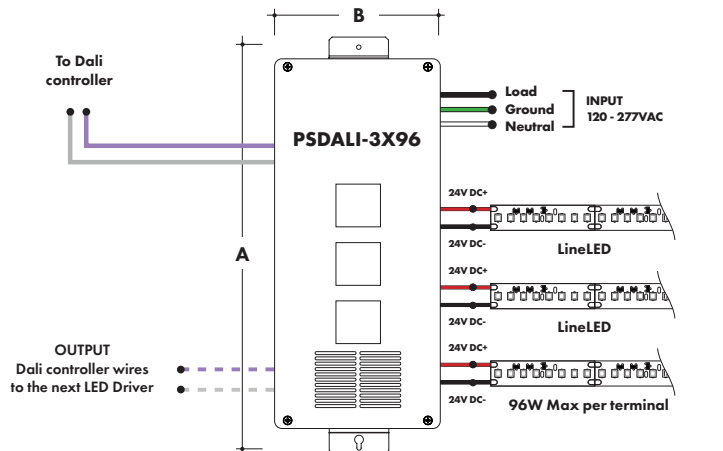 B
To Dali
controller
Load
Ground
Neutral
INPUT
120 - 277VAC
PSDALI-3X96
24V DC+
24V DC-
LineLED
A
24V DC+
24V DC-
LineLED
24V DC+
24V DC-
96W Max per terminal
OUTPUT
Dali controller wires
to the next LED Driver